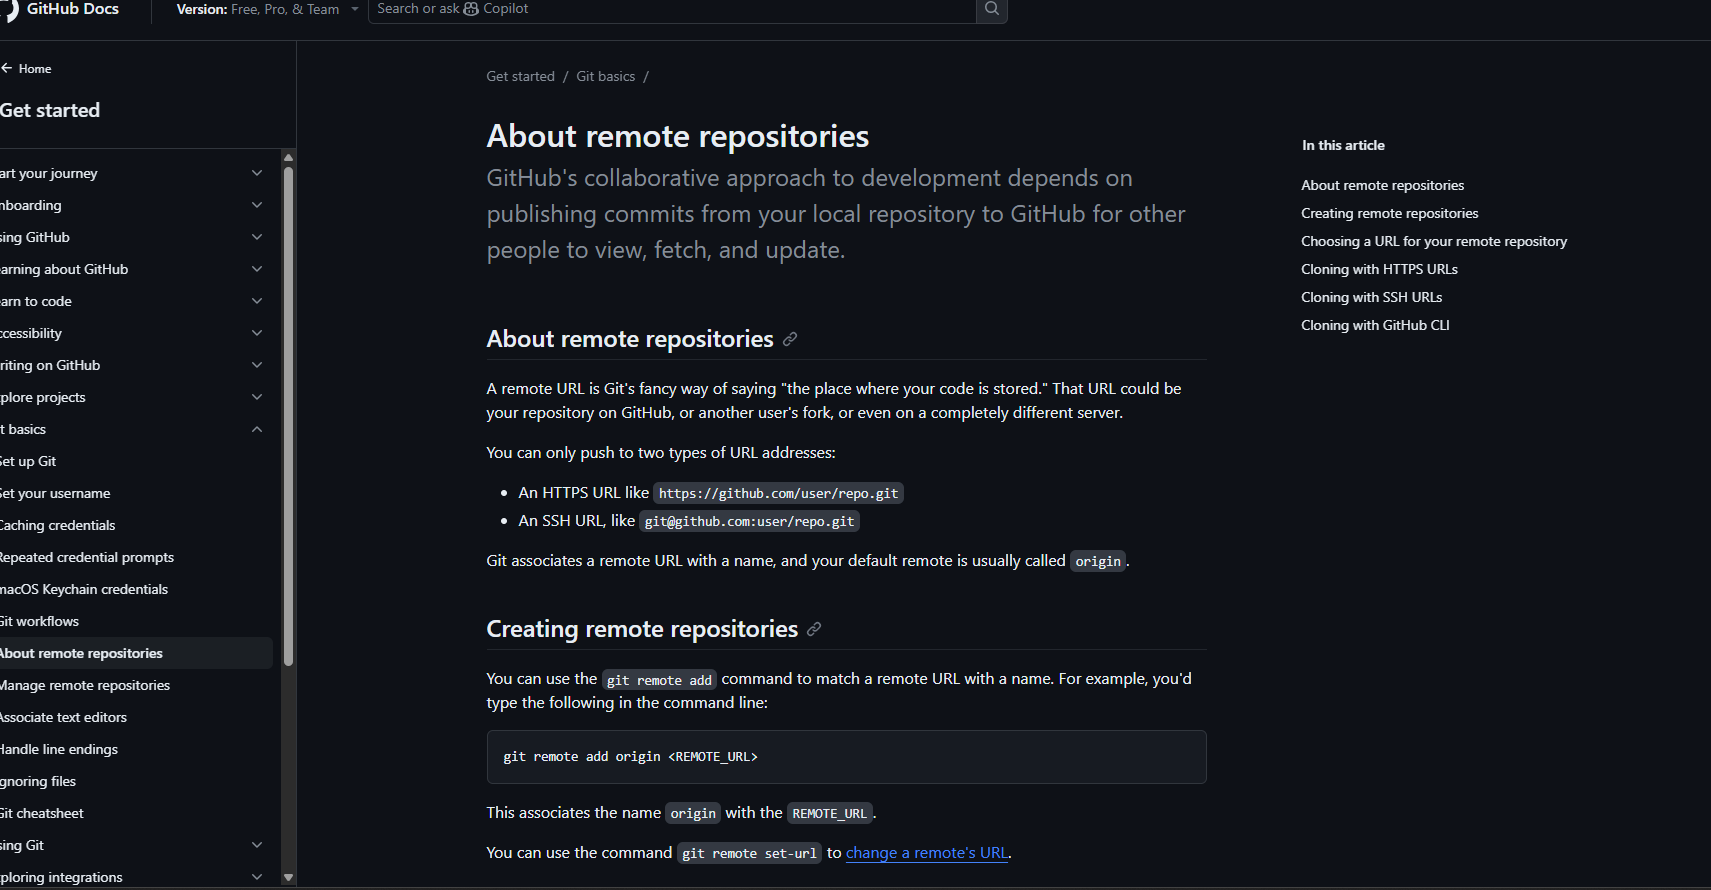 GitHub Docs
Version: Free, Pro, & Team
Search or ask Copilot
Home
Get started
art your journey
nboarding
sing GitHub
earning about GitHub
earn to code
ccessibility
riting on GitHub
plore projects
t basics
Set up Git
Set your username
Caching credentials
Repeated credential prompts
macOS Keychain credentials
Git workflows
About remote repositories
Manage remote repositories
Associate text editors
Handle line endings
gnoring files
Git cheatsheet
sing Git
ploring integrations
Get started / Git basics /
About remote repositories
GitHub's collaborative approach to development depends on
publishing commits from your local repository to GitHub for other
people to view, fetch, and update.
About remote repositories
A remote URL is Git's fancy way of saying "the place where your code is stored." That URL could be
your repository on GitHub, or another user's fork, or even on a completely different server.
You can only push to two types of URL addresses:
• An HTTPS URL like https://github.com/user/repo.git
• An SSH URL, like git@github.com:user/repo.git
Git associates a remote URL with a name, and your default remote is usually called origin.
Creating remote repositories
You can use the git remote add command to match a remote URL with a name. For example, you'd
type the following in the command line:
git remote add origin <REMOTE_URL>
This associates the name origin with the REMOTE_URL.
You can use the command git remote set-url to change a remote's URL.
In this article
About remote repositories
Creating remote repositories
Choosing a URL for your remote repository
Cloning with HTTPS URLs
Cloning with SSH URLs
Cloning with GitHub CLI